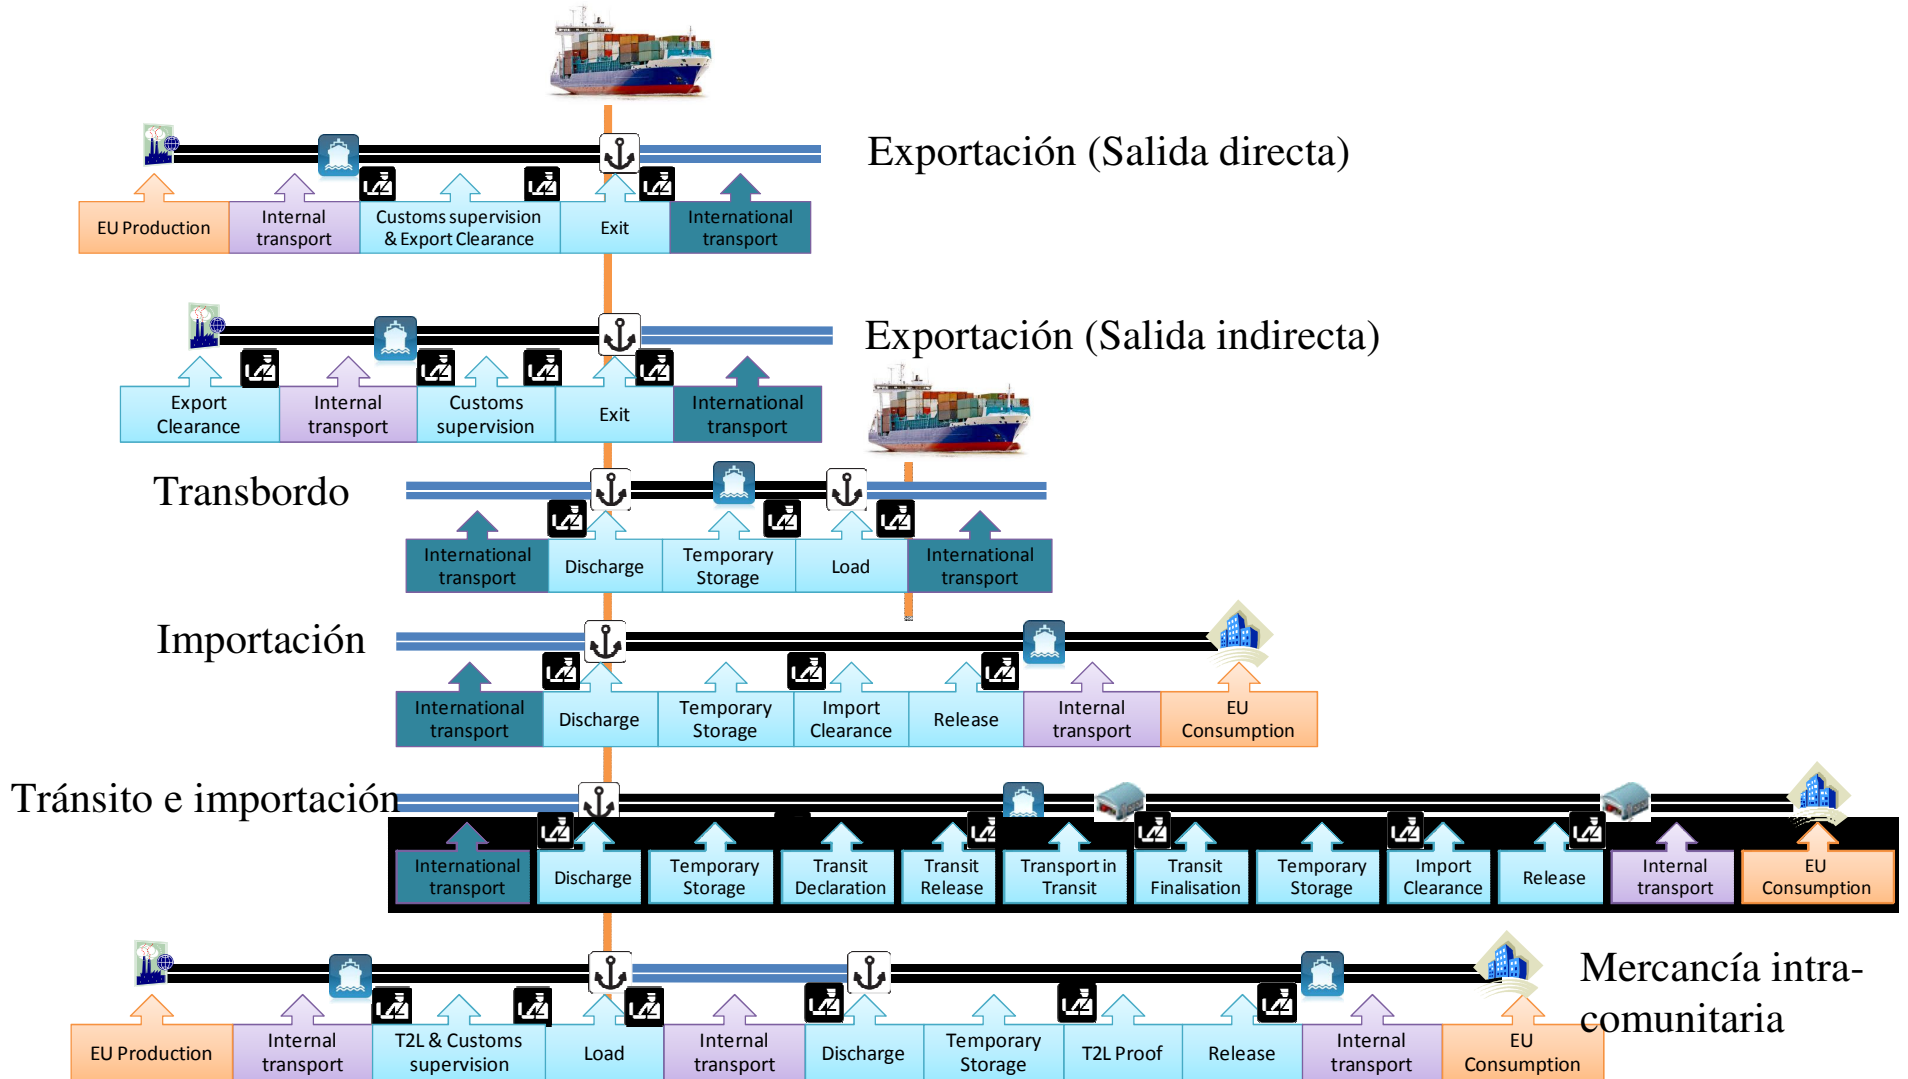 Exportación (Salida directa)
EU Production
Internal
transport
Customs supervision
& Export Clearance
Exit
International
transport
Exportación (Salida indirecta)
Export
Clearance
Internal
transport
Customs
supervision
Exit
International
transport
Transbordo
International
transport
Discharge
Temporary
Storage
Load
International
transport
Importación
International
transport
Discharge
Temporary
Storage
Import
Clearance
Release
Internal
transport
EU
Consumption
Tránsito e importación
International
transport
Discharge
Temporary
Storage
Transit
Declaration
Transit
Release
Transport in
Transit
Transit
Finalisation
Temporary
Storage
Import
Clearance
Release
Internal
transport
EU
Consumption
Mercancía intra-
comunitaria
EU Production
Internal
transport
T2L & Customs
supervision
Load
Internal
transport
Discharge
Temporary
Storage
T2L Proof
Release
Internal
transport
EU
Consumption